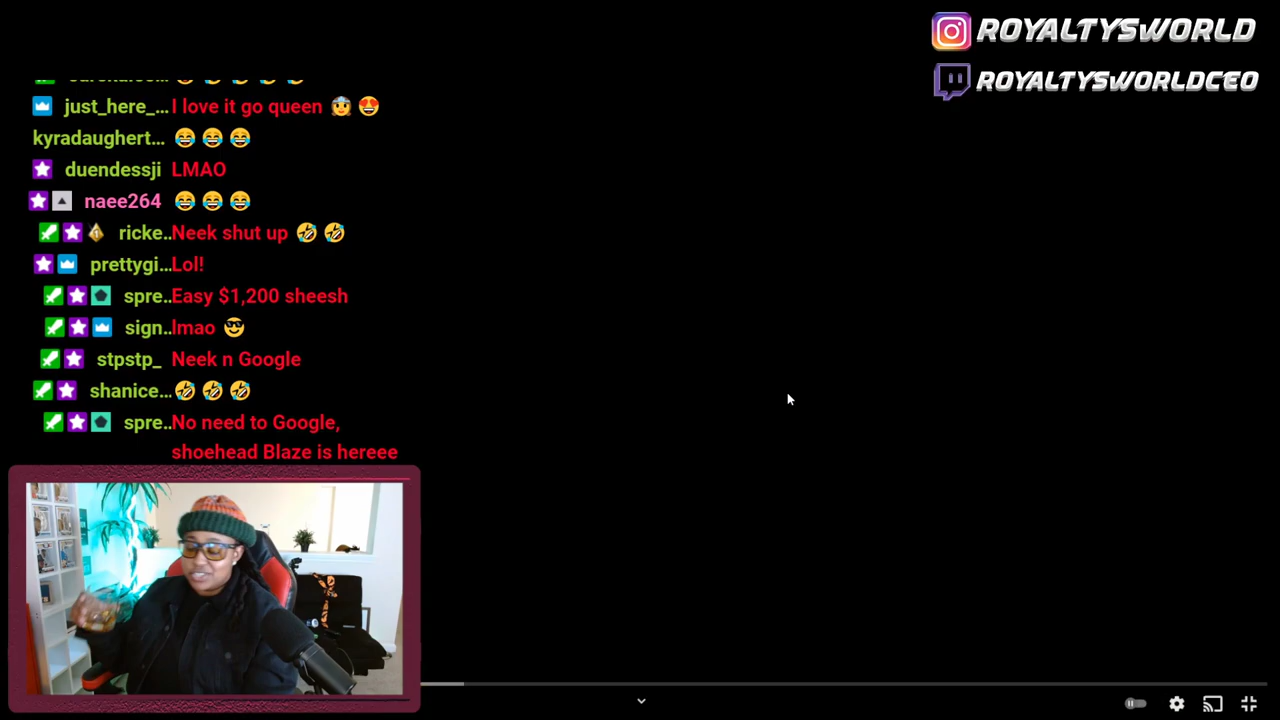 ROYALTYSWORLD
ROYALTYSWORLDCEO
just_here_... I love it go queen 👸 😍
kyradaughert... 😂 😂 😂
duendessji LMAO
naee264 😂 😂 😂
ricke.. Neek shut up 🤣 🤣
prettygi... Lol!
spre.. Easy $1,200 sheesh
sign.. lmao 😎
stpstp_ Neek n Google
shanice... 🤣 🤣 🤣
spre.. No need to Google,
shoehead Blaze is hereee